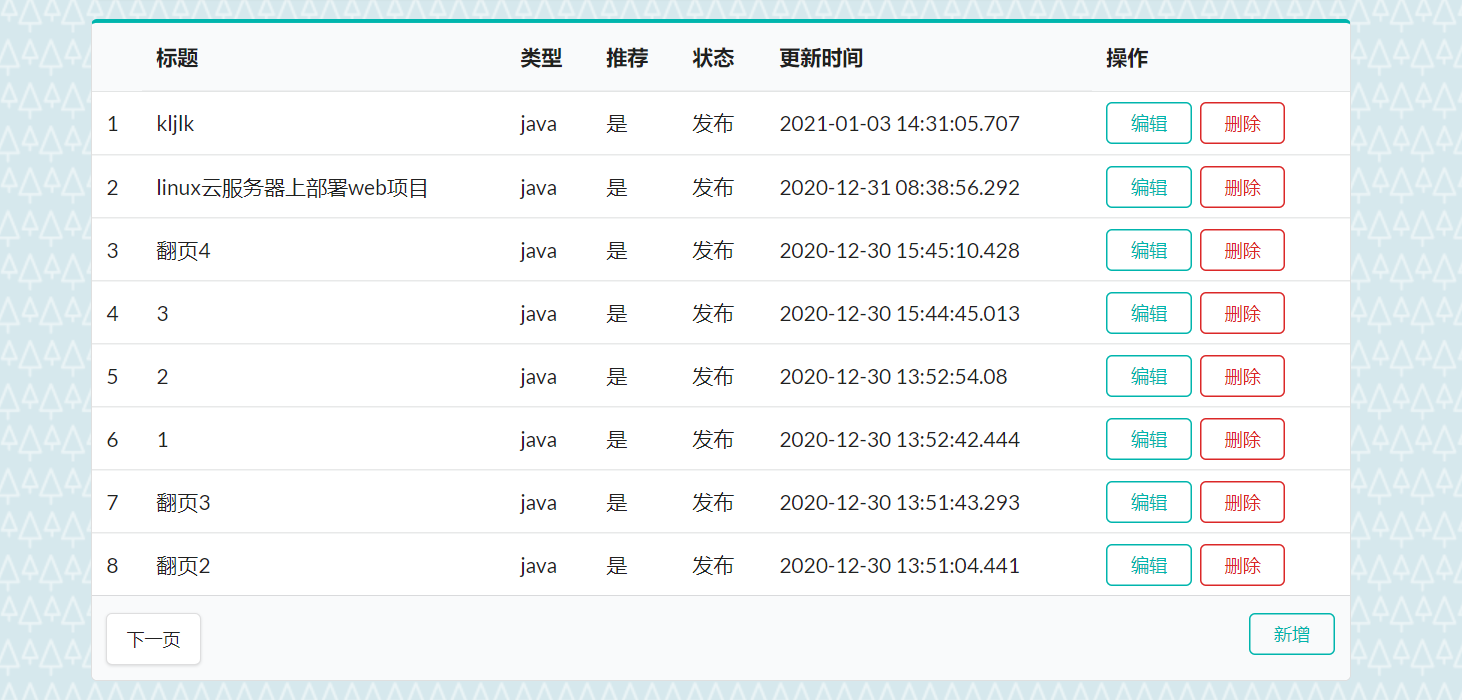 标题 类型 推荐 状态 更新时间 操作
1 kljlk java 是 发布 2021-01-03 14:31:05.707 编辑 删除
2 linux云服务器上部署web项目 java 是 发布 2020-12-31 08:38:56.292 编辑 删除
3 翻页4 java 是 发布 2020-12-30 15:45:10.428 编辑 删除
4 3 java 是 发布 2020-12-30 15:44:45.013 编辑 删除
5 2 java 是 发布 2020-12-30 13:52:54.08 编辑 删除
6 1 java 是 发布 2020-12-30 13:52:42.444 编辑 删除
7 翻页3 java 是 发布 2020-12-30 13:51:43.293 编辑 删除
8 翻页2 java 是 发布 2020-12-30 13:51:04.441 编辑 删除
下一页 新增